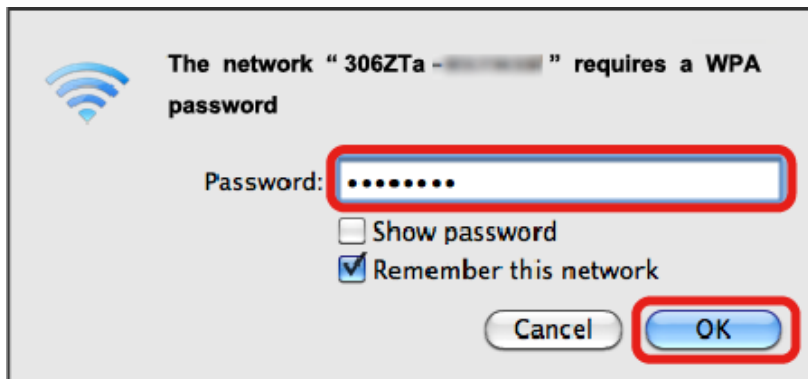 The network “ 306ZTa - ” requires a WPA
password
Password: ••••••••
Show password
Remember this network
Cancel OK